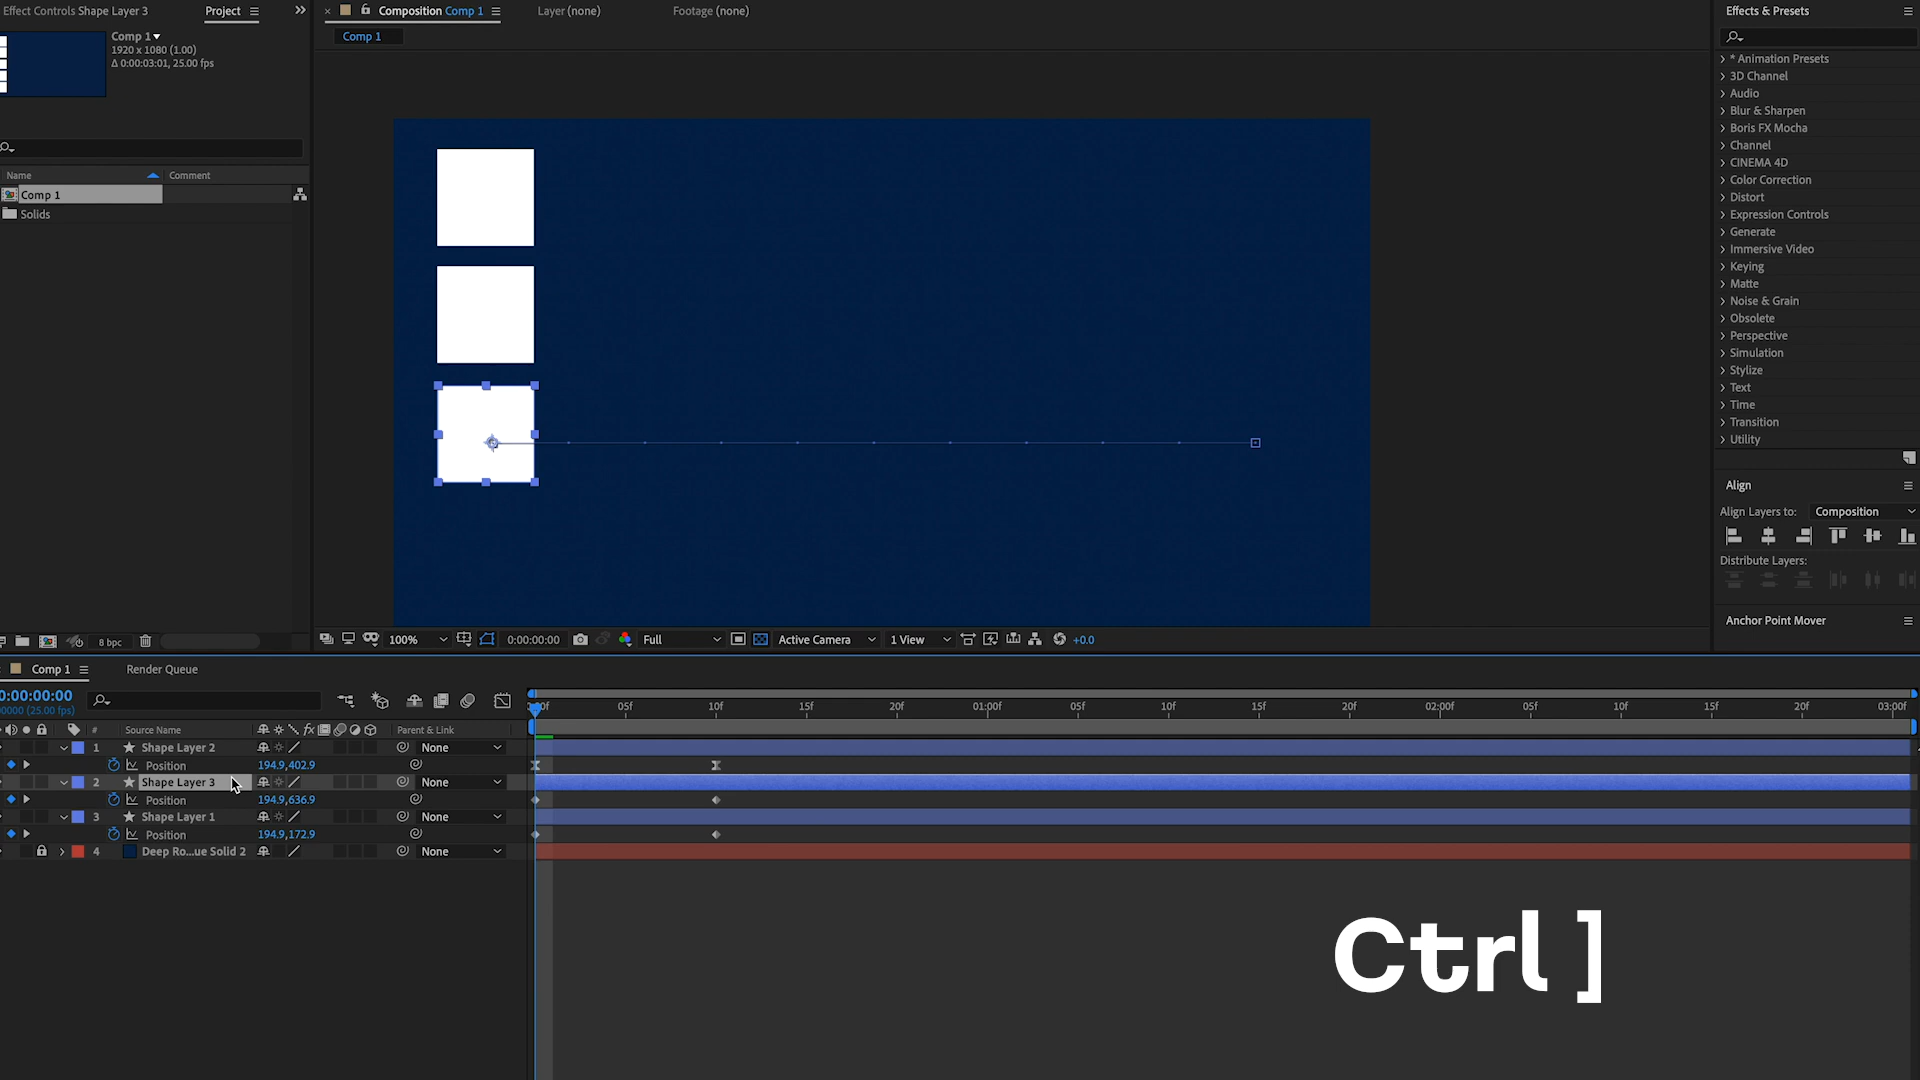 Effect Controls Shape Layer 3
Project
Composition Comp 1
Layer (none)
Footage (none)
Effects & Presets
Comp 1
1920 x 1080 (1.00)
Δ 0:00:03:01, 25.00 fps
Comp 1
* Animation Presets
3D Channel
Audio
Blur & Sharpen
Boris FX Mocha
Channel
CINEMA 4D
Color Correction
Distort
Expression Controls
Generate
Immersive Video
Keying
Matte
Noise & Grain
Obsolete
Perspective
Simulation
Stylize
Text
Time
Transition
Utility
Name
Comment
Comp 1
Solids
Align
Align Layers to:
Composition
Distribute Layers:
Anchor Point Mover
8 bpc
100%
0:00:00:00
Full
Active Camera
1 View
+0.0
Comp 1
Render Queue
0:00:00:00
00000 (25.00 fps)
:00f 05f 10f 15f 20f 01:00f 05f 10f 15f 20f 02:00f 05f 10f 15f 20f 03:00f
# Source Name fx Parent & Link
1 Shape Layer 2 None
Position 194.9,402.9
2 Shape Layer 3 None
Position 194.9,636.9
3 Shape Layer 1 None
Position 194.9,172.9
4 Deep Ro...ue Solid 2 None
Ctrl ]